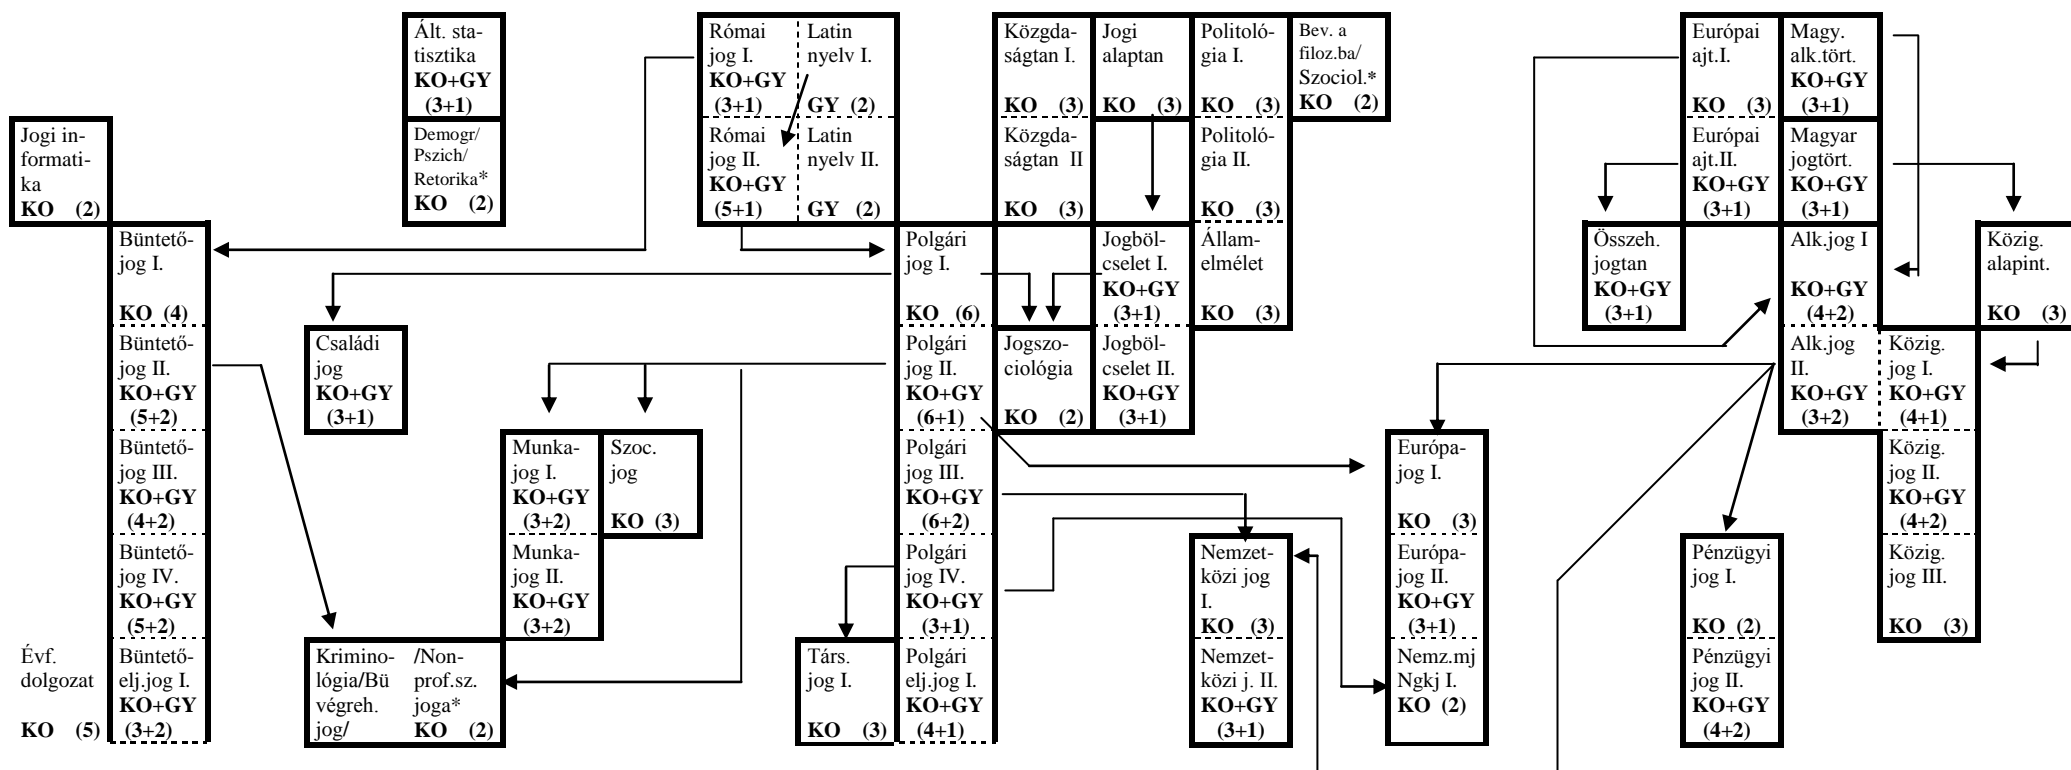 Ált. sta-
tisztika
KO+GY
(3+1)
Római
jog I.
KO+GY
(3+1)
Latin
nyelv I.
GY (2)
Közgda-
ságtan I.
KO (3)
Jogi
alaptan
KO (3)
Politoló-
gia I.
KO (3)
Bev. a
filoz.ba/
Szociol.*
KO (2)
Európai
ajt.I.
KO (3)
Magy.
alk.tört.
KO+GY
(3+1)
Jogi in-
formati-
ka
KO (2)
Demogr/
Pszich/
Retorika*
KO (2)
Római
jog II.
KO+GY
(5+1)
Latin
nyelv II.
GY (2)
Közgda-
ságtan II
KO (3)
Politoló-
gia II.
KO (3)
Európai
ajt.II.
KO+GY
(3+1)
Magyar
jogtört.
KO+GY
(3+1)
Büntető-
jog I.
KO (4)
Polgári
jog I.
KO (6)
Jogböl-
cselet I.
KO+GY
(3+1)
Állam-
elmélet
KO (3)
Összeh.
jogtan
KO+GY
(3+1)
Alk.jog I
KO+GY
(4+2)
Közig.
alapint.
KO (3)
Büntető-
jog II.
KO+GY
(5+2)
Családi
jog
KO+GY
(3+1)
Polgári
jog II.
KO+GY
(6+1)
Jogszo-
ciológia
KO (2)
Jogböl-
cselet II.
KO+GY
(3+1)
Alk.jog
II.
KO+GY
(3+2)
Közig.
jog I.
KO+GY
(4+1)
Büntető-
jog III.
KO+GY
(4+2)
Munka-
jog I.
KO+GY
(3+2)
Szoc.
jog
KO (3)
Polgári
jog III.
KO+GY
(6+2)
Európa-
jog I.
KO (3)
Közig.
jog II.
KO+GY
(4+2)
Büntető-
jog IV.
KO+GY
(5+2)
Munka-
jog II.
KO+GY
(3+2)
Polgári
jog IV.
KO+GY
(3+1)
Nemzet-
közi jog
I.
KO (3)
Európa-
jog II.
KO+GY
(3+1)
Pénzügyi
jog I.
KO (2)
Közig.
jog III.
KO (3)
Évf.
dolgozat
KO (5)
Büntető-
elj.jog I.
KO+GY
(3+2)
Krimino-
lógia/Bü
végreh.
jog/
/Non-
prof.sz.
joga*
KO (2)
Társ.
jog I.
KO (3)
Polgári
elj.jog I.
KO+GY
(4+1)
Nemzet-
közi j. II.
KO+GY
(3+1)
Nemz.mj
Ngkj I.
KO (2)
Pénzügyi
jog II.
KO+GY
(4+2)